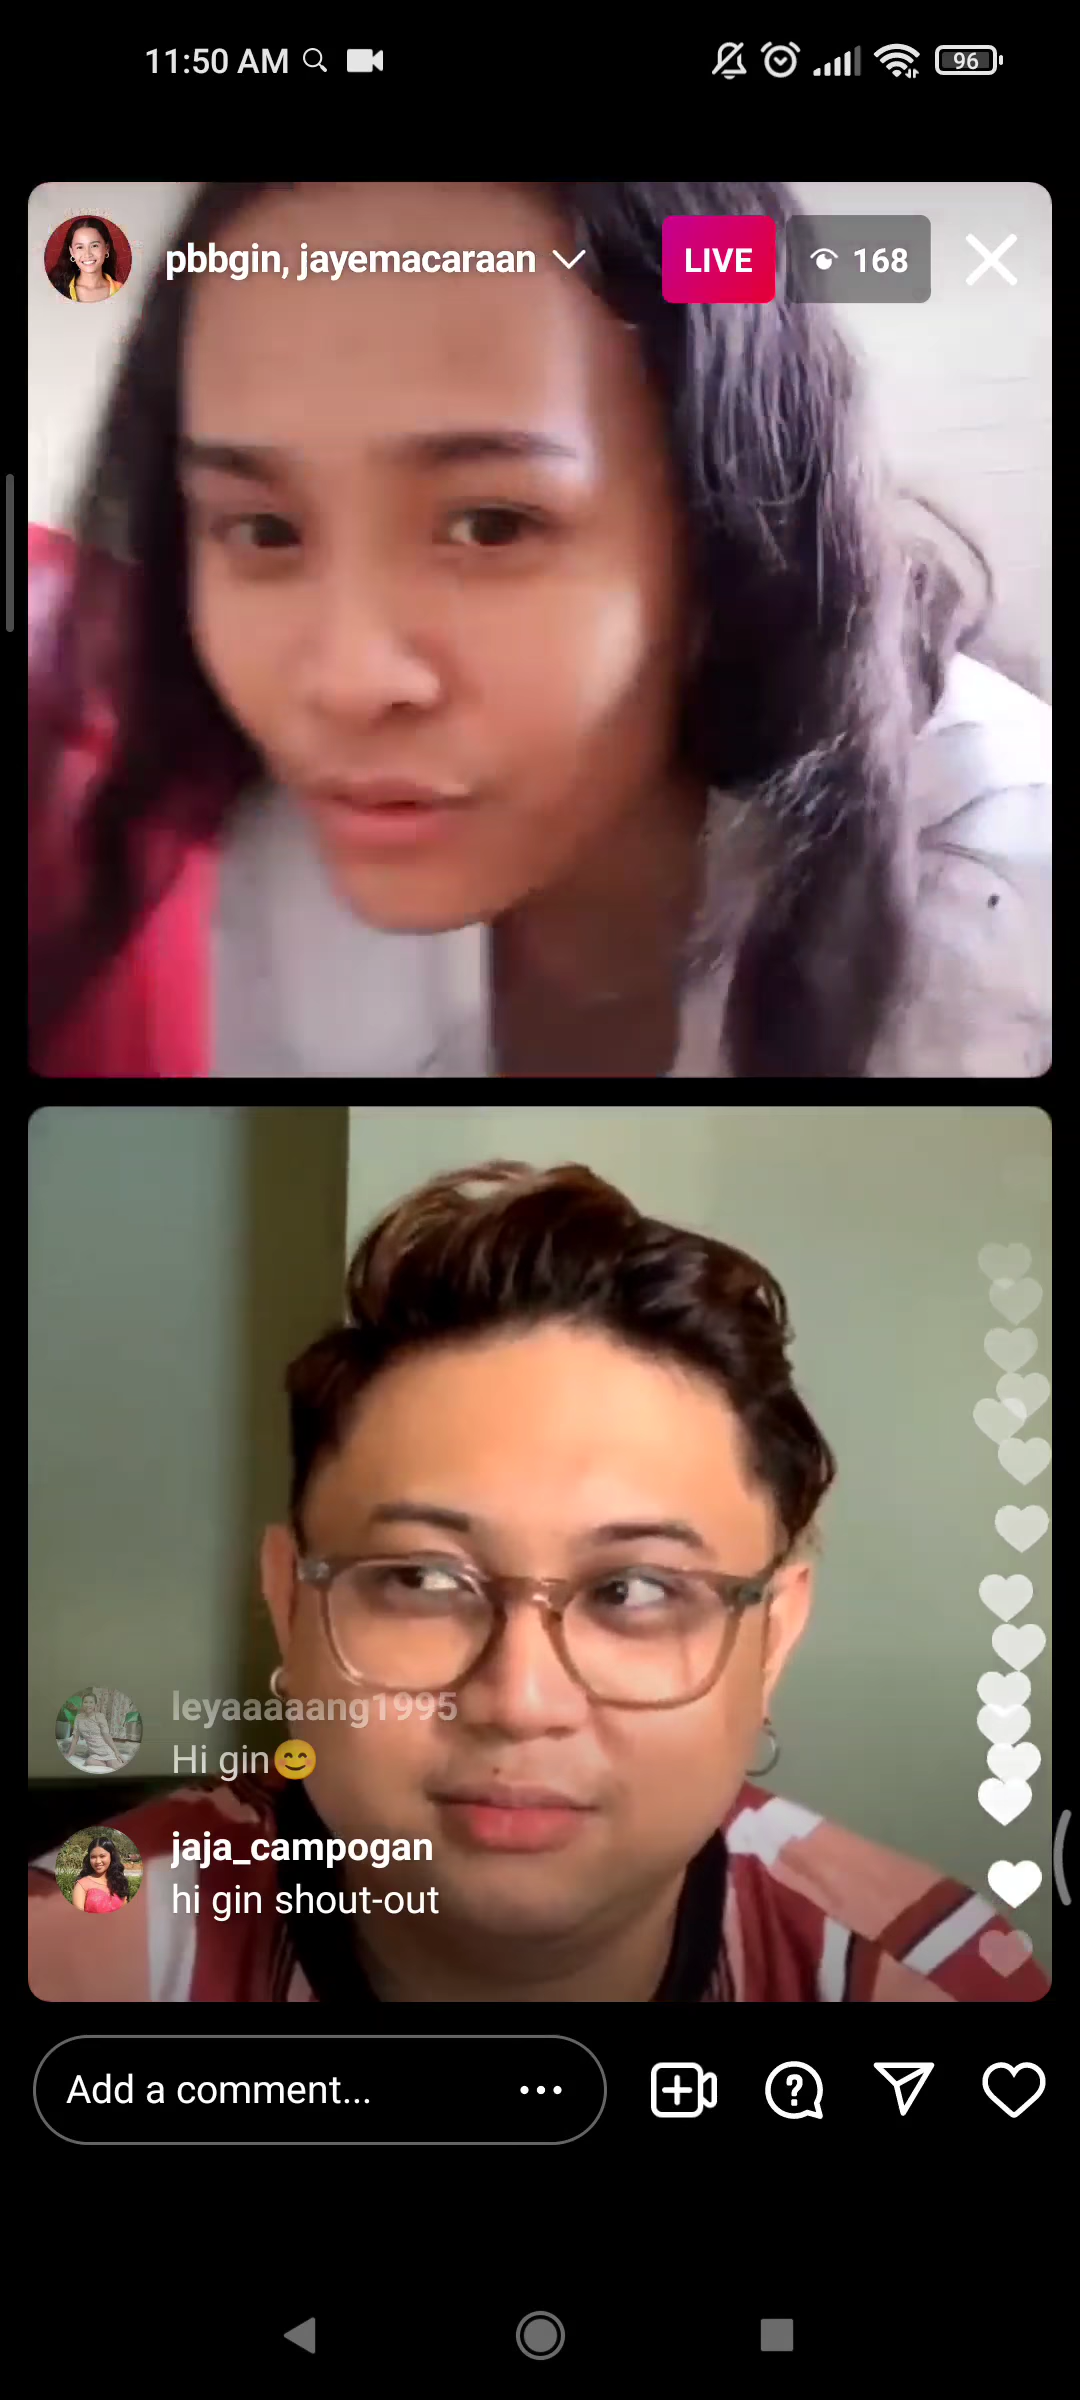 11:50 AM
96
pbbgin, jayemacaraan
LIVE
168
leyaaaaang1995
Hi gin😊
jaja_campogan
hi gin shout-out
Add a comment...